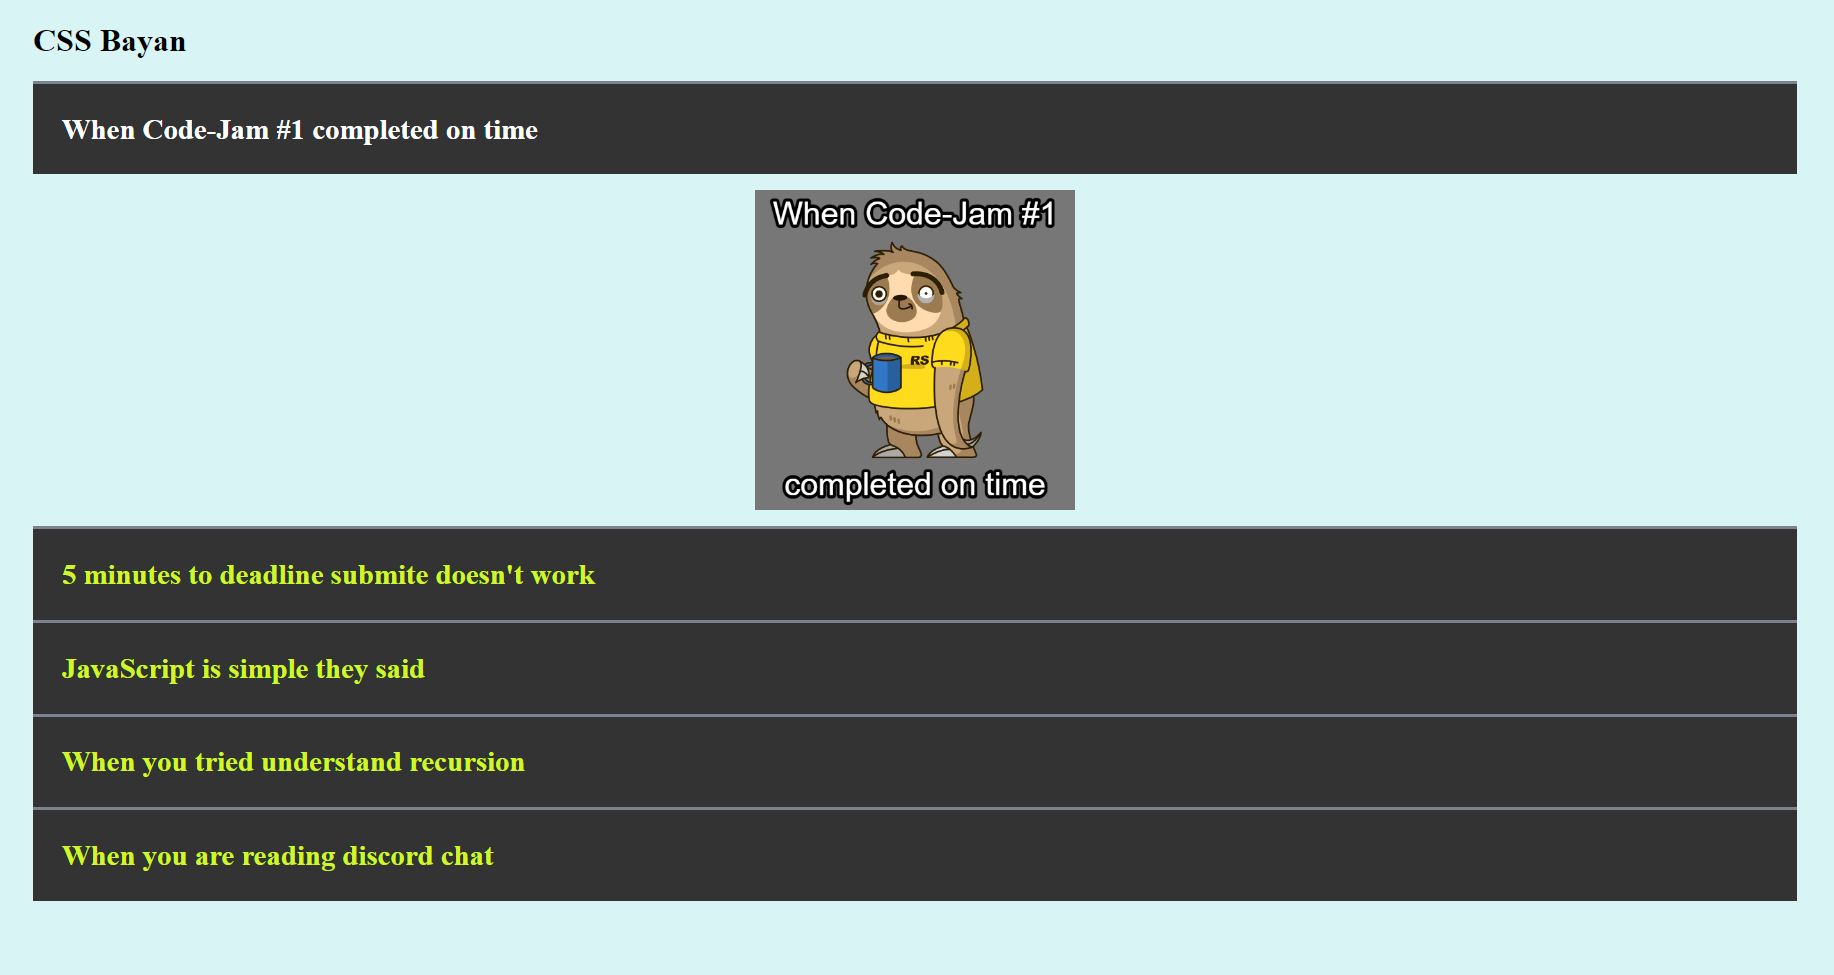 CSS Bayan
When Code-Jam #1 completed on time
When Code-Jam #1
RS
completed on time
5 minutes to deadline submite doesn't work
JavaScript is simple they said
When you tried understand recursion
When you are reading discord chat